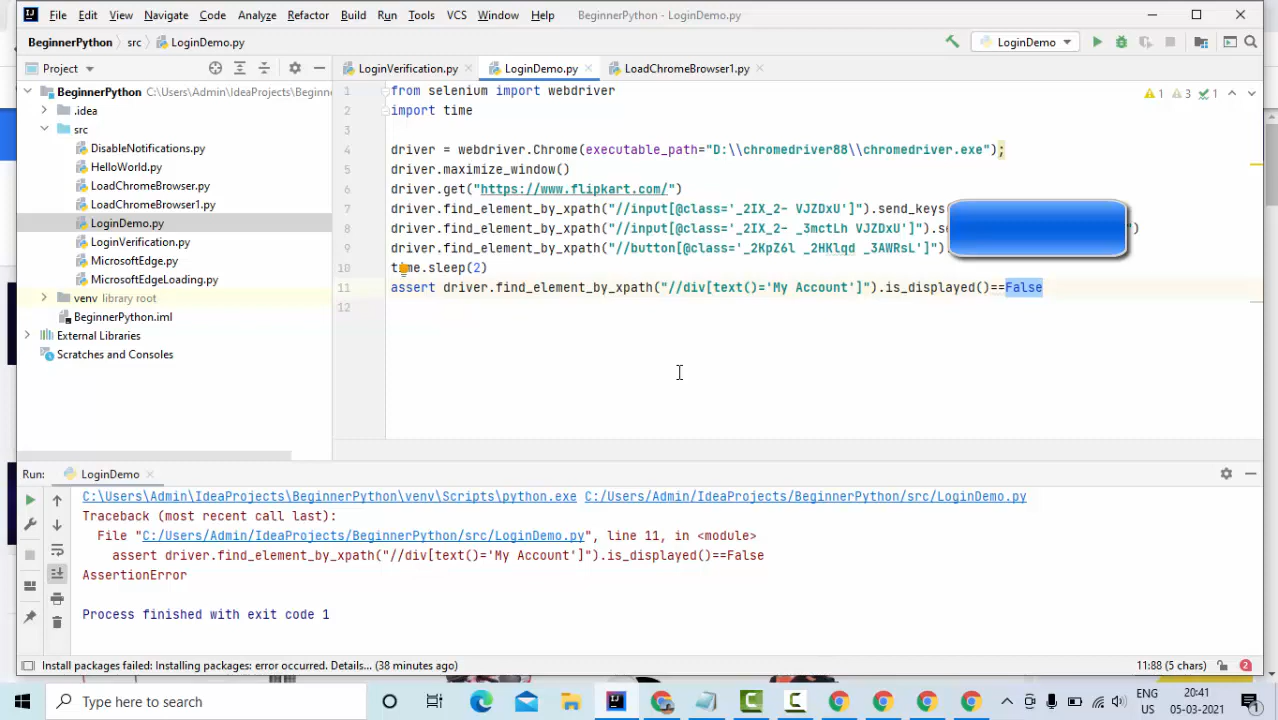 File Edit View Navigate Code Analyze Refactor Build Run Tools VCS Window Help BeginnerPython - LoginDemo.py
BeginnerPython src LoginDemo.py LoginDemo
Project LoginVerification.py LoginDemo.py LoadChromeBrowser1.py
BeginnerPython C:\Users\Admin\IdeaProjects\Beginn
.idea
src
DisableNotifications.py
HelloWorld.py
LoadChromeBrowser.py
LoadChromeBrowser1.py
LoginDemo.py
LoginVerification.py
MicrosoftEdge.py
MicrosoftEdgeLoading.py
venv library root
BeginnerPython.iml
External Libraries
Scratches and Consoles
1 from selenium import webdriver
1 3 1
2 import time
3
4 driver = webdriver.Chrome(executable_path="D:\\chromedriver88\\chromedriver.exe");
5 driver.maximize_window()
6 driver.get("https://www.flipkart.com/")
7 driver.find_element_by_xpath("//input[@class='_2IX_2- VJZDxU']").send_keys
8 driver.find_element_by_xpath("//input[@class='_2IX_2- _3mctLh VJZDxU']").s ")
9 driver.find_element_by_xpath("//button[@class='_2KpZ6l _2HKlqd _3AWRsL']").
10 time.sleep(2)
11 assert driver.find_element_by_xpath("//div[text()='My Account']").is_displayed()==False
12
Run: LoginDemo
C:\Users\Admin\IdeaProjects\BeginnerPython\venv\Scripts\python.exe C:/Users/Admin/IdeaProjects/BeginnerPython/src/LoginDemo.py
Traceback (most recent call last):
File "C:/Users/Admin/IdeaProjects/BeginnerPython/src/LoginDemo.py", line 11, in <module>
assert driver.find_element_by_xpath("//div[text()='My Account']").is_displayed()==False
AssertionError
Process finished with exit code 1
Install packages failed: Installing packages: error occurred. Details... (38 minutes ago) 11:88 (5 chars) 2
Type here to search
ENG
US
20:41
05-03-2021
1